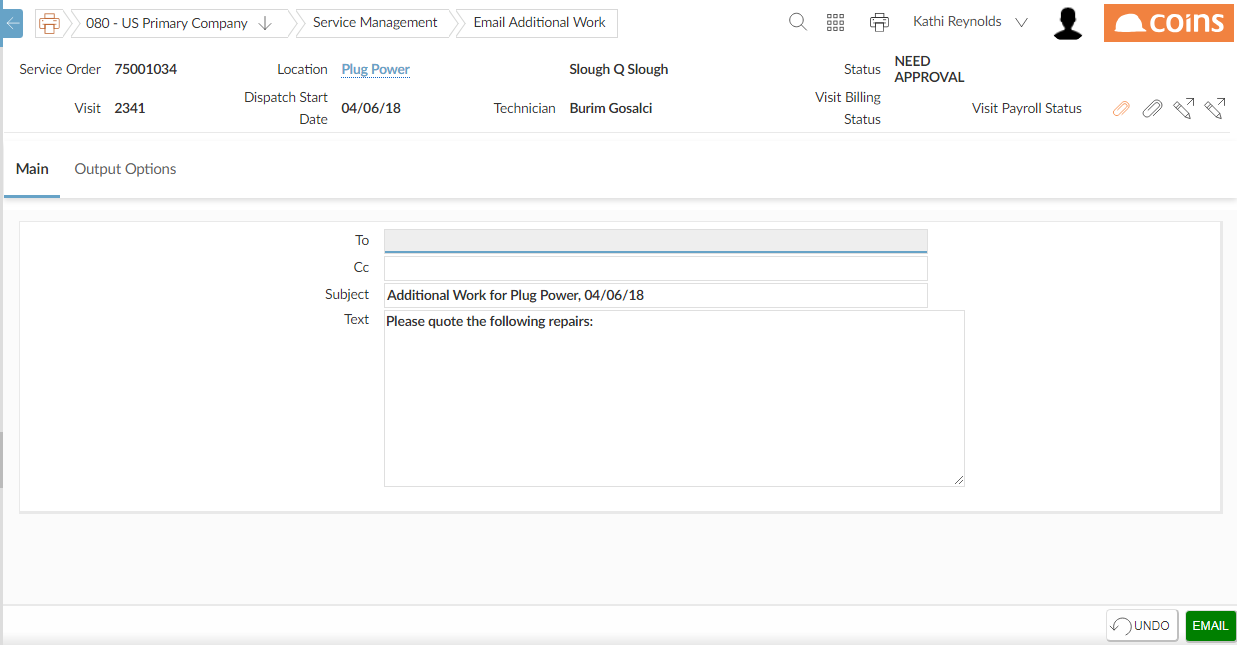 080 - US Primary Company
Service Management
Email Additional Work
Kathi Reynolds
coins
Service Order 75001034
Location Plug Power
Slough Q Slough
Status NEED
APPROVAL
Visit 2341
Dispatch Start
Date 04/06/18
Technician Burim Gosalci
Visit Billing
Status
Visit Payroll Status
Main
Output Options
To
Cc
Subject Additional Work for Plug Power, 04/06/18
Text Please quote the following repairs:
UNDO
EMAIL